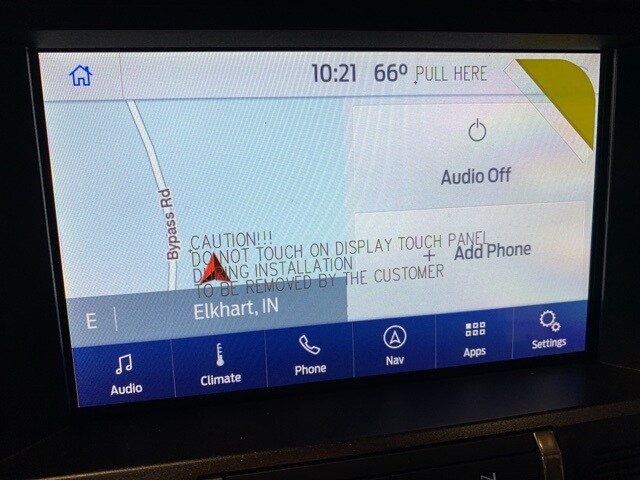 10:21 66° PULL HERE
Audio Off
Bypass Rd
CAUTION!!!
DO NOT TOUCH ON DISPLAY TOUCH PANEL
DURING INSTALLATION
TO BE REMOVED BY THE CUSTOMER
+ Add Phone
E | Elkhart, IN
Audio Climate Phone Nav Apps Settings